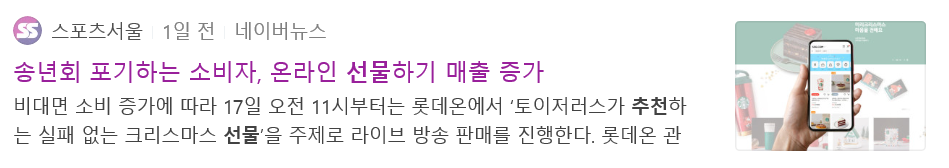 스포츠서울 1일 전 네이버뉴스
송년회 포기하는 소비자, 온라인 선물하기 매출 증가
비대면 소비 증가에 따라 17일 오전 11시부터는 롯데온에서 ‘토이저러스가 추천하
는 실패 없는 크리스마스 선물’을 주제로 라이브 방송 판매를 진행한다. 롯데온 관